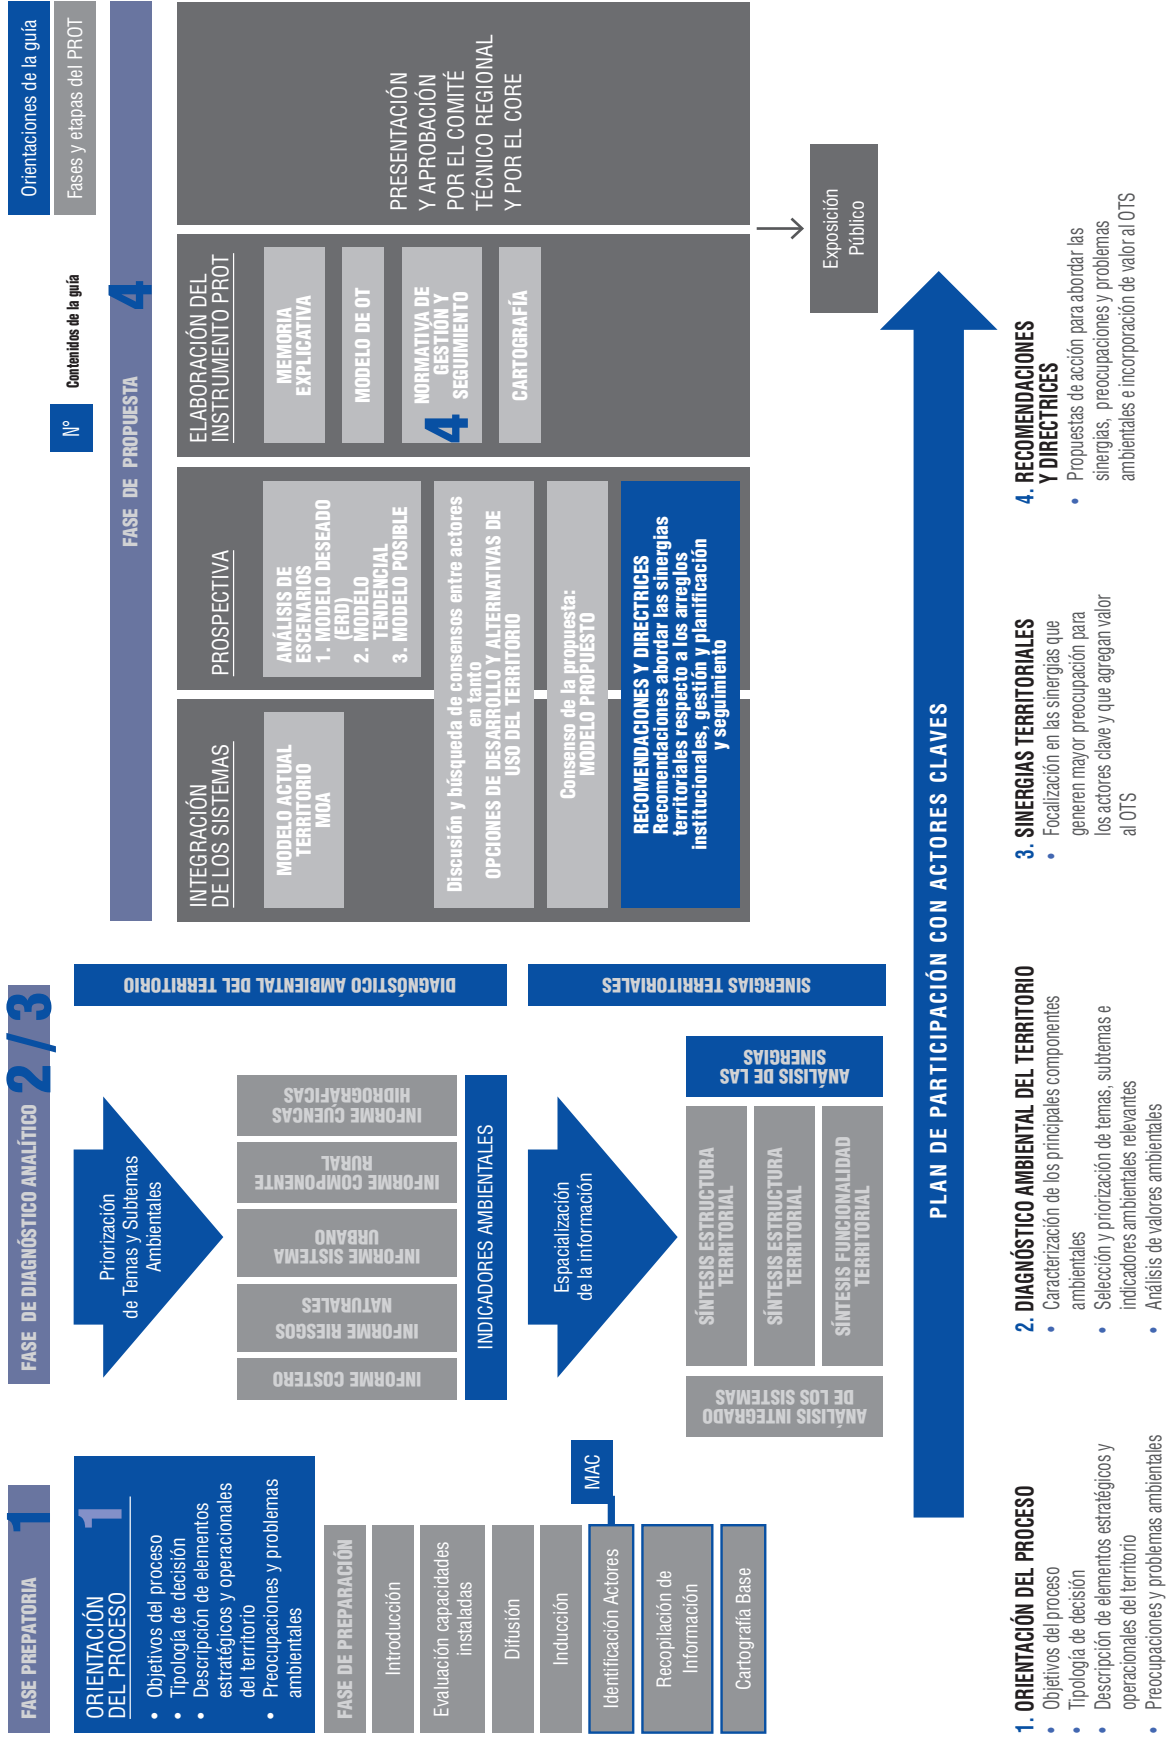 Orientaciones de la guía
Fases y etapas del PROT
N°
Contenidos de la guía
FASE PREPATORIA
1
ORIENTACIÓN
DEL PROCESO
1
• Objetivos del proceso
• Tipología de decisión
• Descripción de elementos
estratégicos y operacionales
del territorio
• Preocupaciones y problemas
ambientales
FASE DE PREPARACIÓN
Introducción
Evaluación capacidades
instaladas
Difusión
Inducción
Identificación Actores
MAC
Recopilación de
Información
Cartografía Base
FASE DE DIAGNÓSTICO ANALÍTICO
2 / 3
Priorización
de Temas y Subtemas
Ambientales
INFORME COSTERO
INFORME RIESGOS
NATURALES
INFORME SISTEMA
URBANO
INFORME COMPONENTE
RURAL
INFORME CUENCAS
HIDROGRÁFICAS
INDICADORES AMBIENTALES
DIAGNÓSTICO AMBIENTAL DEL TERRITORIO
Espacialización
de la información
ANÁLISIS INTEGRADO
DE LOS SISTEMAS
SÍNTESIS ESTRUCTURA
TERRITORIAL
SÍNTESIS ESTRUCTURA
TERRITORIAL
SÍNTESIS FUNCIONALIDAD
TERRITORIAL
ANÁLISIS DE LAS
SINERGIAS
SINERGIAS TERRITORIALES
FASE DE PROPUESTA
4
INTEGRACIÓN
DE LOS SISTEMAS
MODELO ACTUAL
TERRITORIO
MOA
PROSPECTIVA
ANÁLISIS DE
ESCENARIOS
1. MODELO DESEADO
(ERD)
2. MODELO
TENDENCIAL
3. MODELO POSIBLE
Discusión y búsqueda de consensos entre actores
en tanto
OPCIONES DE DESARROLLO Y ALTERNATIVAS DE
USO DEL TERRITORIO
Consenso de la propuesta:
MODELO PROPUESTO
RECOMENDACIONES Y DIRECTRICES
Recomendaciones abordar las sinergias
territoriales respecto a los arreglos
institucionales, gestión y planificación
y seguimiento
ELABORACIÓN DEL
INSTRUMENTO PROT
MEMORIA
EXPLICATIVA
MODELO DE OT
4
NORMATIVA DE
GESTIÓN Y
SEGUIMIENTO
CARTOGRAFÍA
PRESENTACIÓN
Y APROBACIÓN
POR EL COMITÉ
TÉCNICO REGIONAL
Y POR EL CORE
Exposición
Público
PLAN DE PARTICIPACIÓN CON ACTORES CLAVES
1. ORIENTACIÓN DEL PROCESO
• Objetivos del proceso
• Tipología de decisión
• Descripción de elementos estratégicos y
operacionales del territorio
• Preocupaciones y problemas ambientales
2. DIAGNÓSTICO AMBIENTAL DEL TERRITORIO
• Caracterización de los principales componentes
ambientales
• Selección y priorización de temas, subtemas e
indicadores ambientales relevantes
• Análisis de valores ambientales
3. SINERGIAS TERRITORIALES
• Focalización en las sinergias que
generen mayor preocupación para
los actores clave y que agregan valor
al OTS
4. RECOMENDACIONES
Y DIRECTRICES
• Propuestas de acción para abordar las
sinergias, preocupaciones y problemas
ambientales e incorporación de valor al OTS